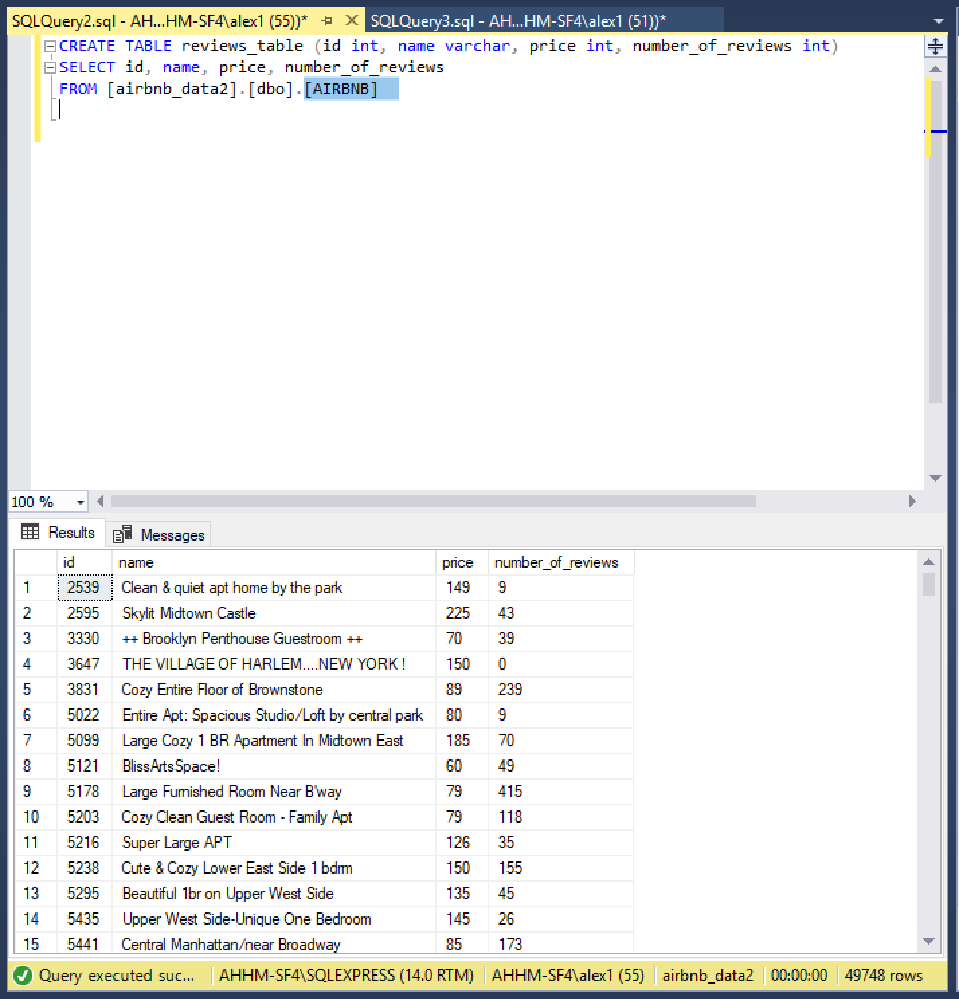 SQLQuery2.sql - AH...HM-SF4\alex1 (55))* SQLQuery3.sql - AH...HM-SF4\alex1 (51))*
CREATE TABLE reviews_table (id int, name varchar, price int, number_of_reviews int)
SELECT id, name, price, number_of_reviews
FROM [airbnb_data2].[dbo].[AIRBNB]
100 %
Results Messages
id name price number_of_reviews
1 2539 Clean & quiet apt home by the park 149 9
2 2595 Skylit Midtown Castle 225 43
3 3330 ++ Brooklyn Penthouse Guestroom ++ 70 39
4 3647 THE VILLAGE OF HARLEM....NEW YORK ! 150 0
5 3831 Cozy Entire Floor of Brownstone 89 239
6 5022 Entire Apt: Spacious Studio/Loft by central park 80 9
7 5099 Large Cozy 1 BR Apartment In Midtown East 185 70
8 5121 BlissArtsSpace! 60 49
9 5178 Large Furnished Room Near B'way 79 415
10 5203 Cozy Clean Guest Room - Family Apt 79 118
11 5216 Super Large APT 126 35
12 5238 Cute & Cozy Lower East Side 1 bdrm 150 155
13 5295 Beautiful 1br on Upper West Side 135 45
14 5435 Upper West Side-Unique One Bedroom 145 26
15 5441 Central Manhattan/near Broadway 85 173
Query executed suc... AHHM-SF4\SQLEXPRESS (14.0 RTM) AHHM-SF4\alex1 (55) airbnb_data2 00:00:00 49748 rows